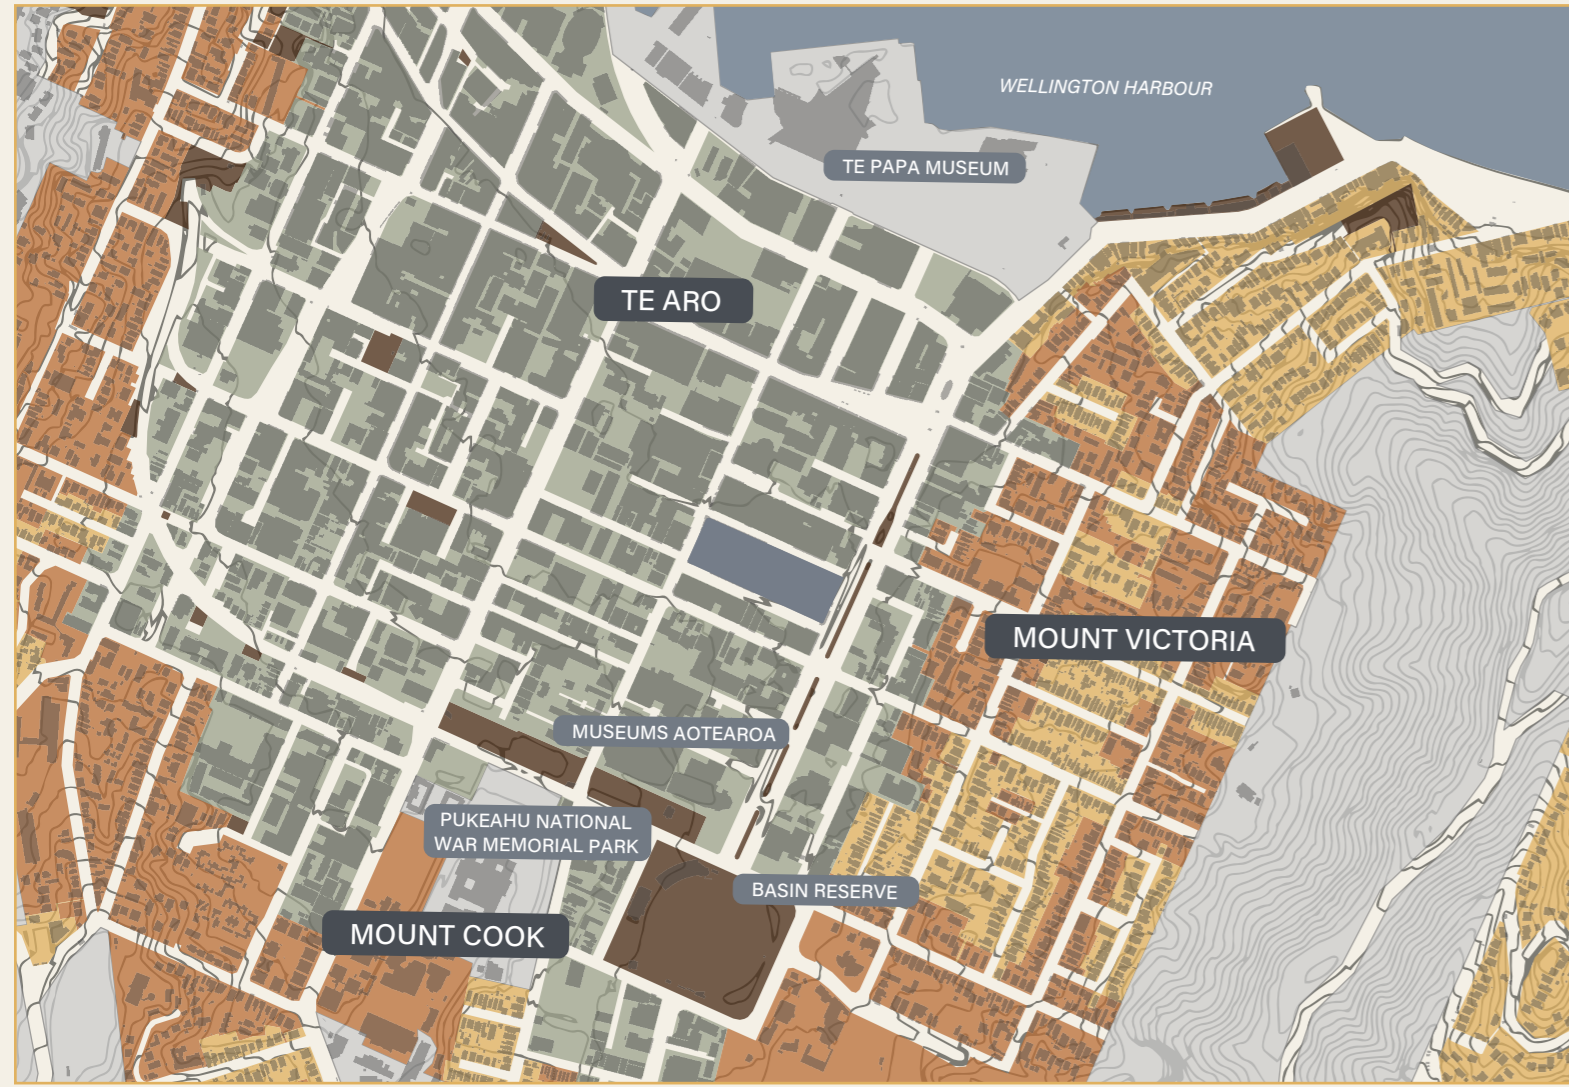 WELLINGTON HARBOUR
TE PAPA MUSEUM
TE ARO
MOUNT VICTORIA
MUSEUMS AOTEAROA
PUKEAHU NATIONAL
WAR MEMORIAL PARK
BASIN RESERVE
MOUNT COOK